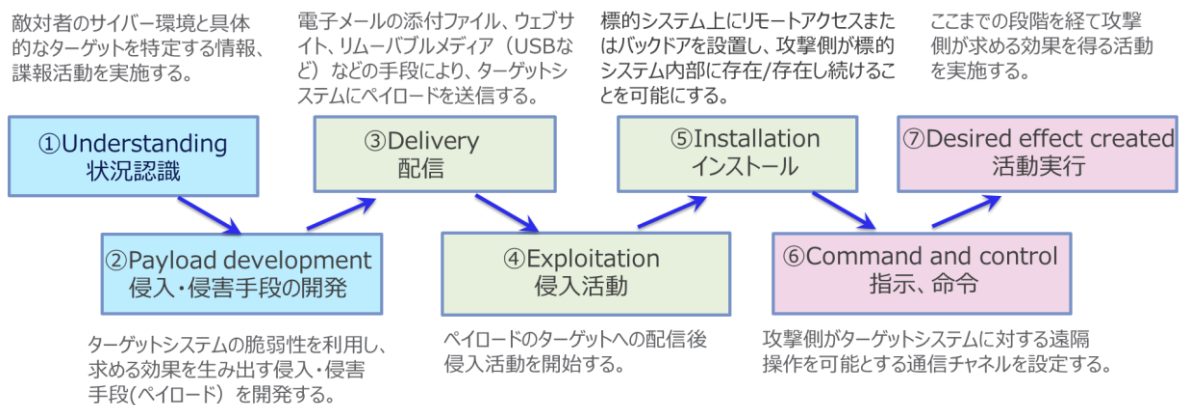 敵対者のサイバー環境と具体
的なターゲットを特定する情報、
諜報活動を実施する。
①Understanding
状況認識
②Payload development
侵入・侵害手段の開発
ターゲットシステムの脆弱性を利用し、
求める効果を生み出す侵入・侵害
手段(ペイロード）を開発する。
電子メールの添付ファイル、ウェブサ
イト、リムーバブルメディア（USBな
ど）などの手段により、ターゲットシ
ステムにペイロードを送信する。
③Delivery
配信
④Exploitation
侵入活動
ペイロードのターゲットへの配信後
侵入活動を開始する。
標的システム上にリモートアクセスまた
はバックドアを設置し、攻撃側が標的
システム内部に存在/存在し続けるこ
とを可能にする。
⑤Installation
インストール
⑥Command and control
指示、命令
攻撃側がターゲットシステムに対する遠隔
操作を可能とする通信チャネルを設定する。
ここまでの段階を経て攻撃
側が求める効果を得る活動
を実施する。
⑦Desired effect created
活動実行